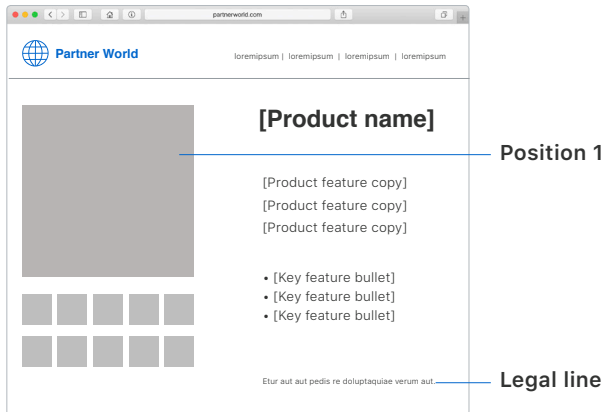 partnerworld.com
Partner World
loremipsum | loremipsum | loremipsum | loremipsum
[Product name]
Position 1
[Product feature copy]
[Product feature copy]
[Product feature copy]
• [Key feature bullet]
• [Key feature bullet]
• [Key feature bullet]
Etur aut aut pedis re doluptaquiae verum aut.
Legal line